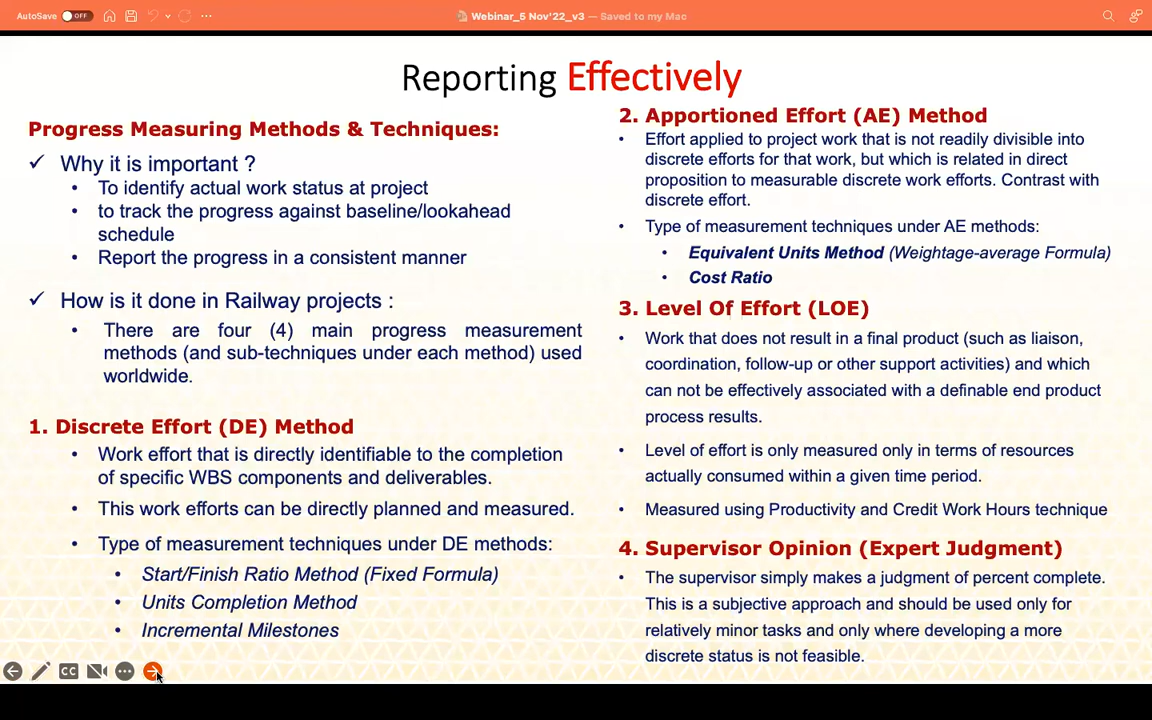 AutoSave OFF
Webinar_5 Nov'22_v3 — Saved to my Mac
Reporting Effectively
Progress Measuring Methods & Techniques:
✓ Why it is important ?
• To identify actual work status at project
• to track the progress against baseline/lookahead
schedule
• Report the progress in a consistent manner
✓ How is it done in Railway projects :
• There are four (4) main progress measurement
methods (and sub-techniques under each method) used
worldwide.
1. Discrete Effort (DE) Method
• Work effort that is directly identifiable to the completion
of specific WBS components and deliverables.
• This work efforts can be directly planned and measured.
• Type of measurement techniques under DE methods:
• Start/Finish Ratio Method (Fixed Formula)
• Units Completion Method
• Incremental Milestones
2. Apportioned Effort (AE) Method
• Effort applied to project work that is not readily divisible into
discrete efforts for that work, but which is related in direct
proposition to measurable discrete work efforts. Contrast with
discrete effort.
• Type of measurement techniques under AE methods:
• Equivalent Units Method (Weightage-average Formula)
• Cost Ratio
3. Level Of Effort (LOE)
• Work that does not result in a final product (such as liaison,
coordination, follow-up or other support activities) and which
can not be effectively associated with a definable end product
process results.
• Level of effort is only measured only in terms of resources
actually consumed within a given time period.
• Measured using Productivity and Credit Work Hours technique
4. Supervisor Opinion (Expert Judgment)
• The supervisor simply makes a judgment of percent complete.
This is a subjective approach and should be used only for
relatively minor tasks and only where developing a more
discrete status is not feasible.
CC